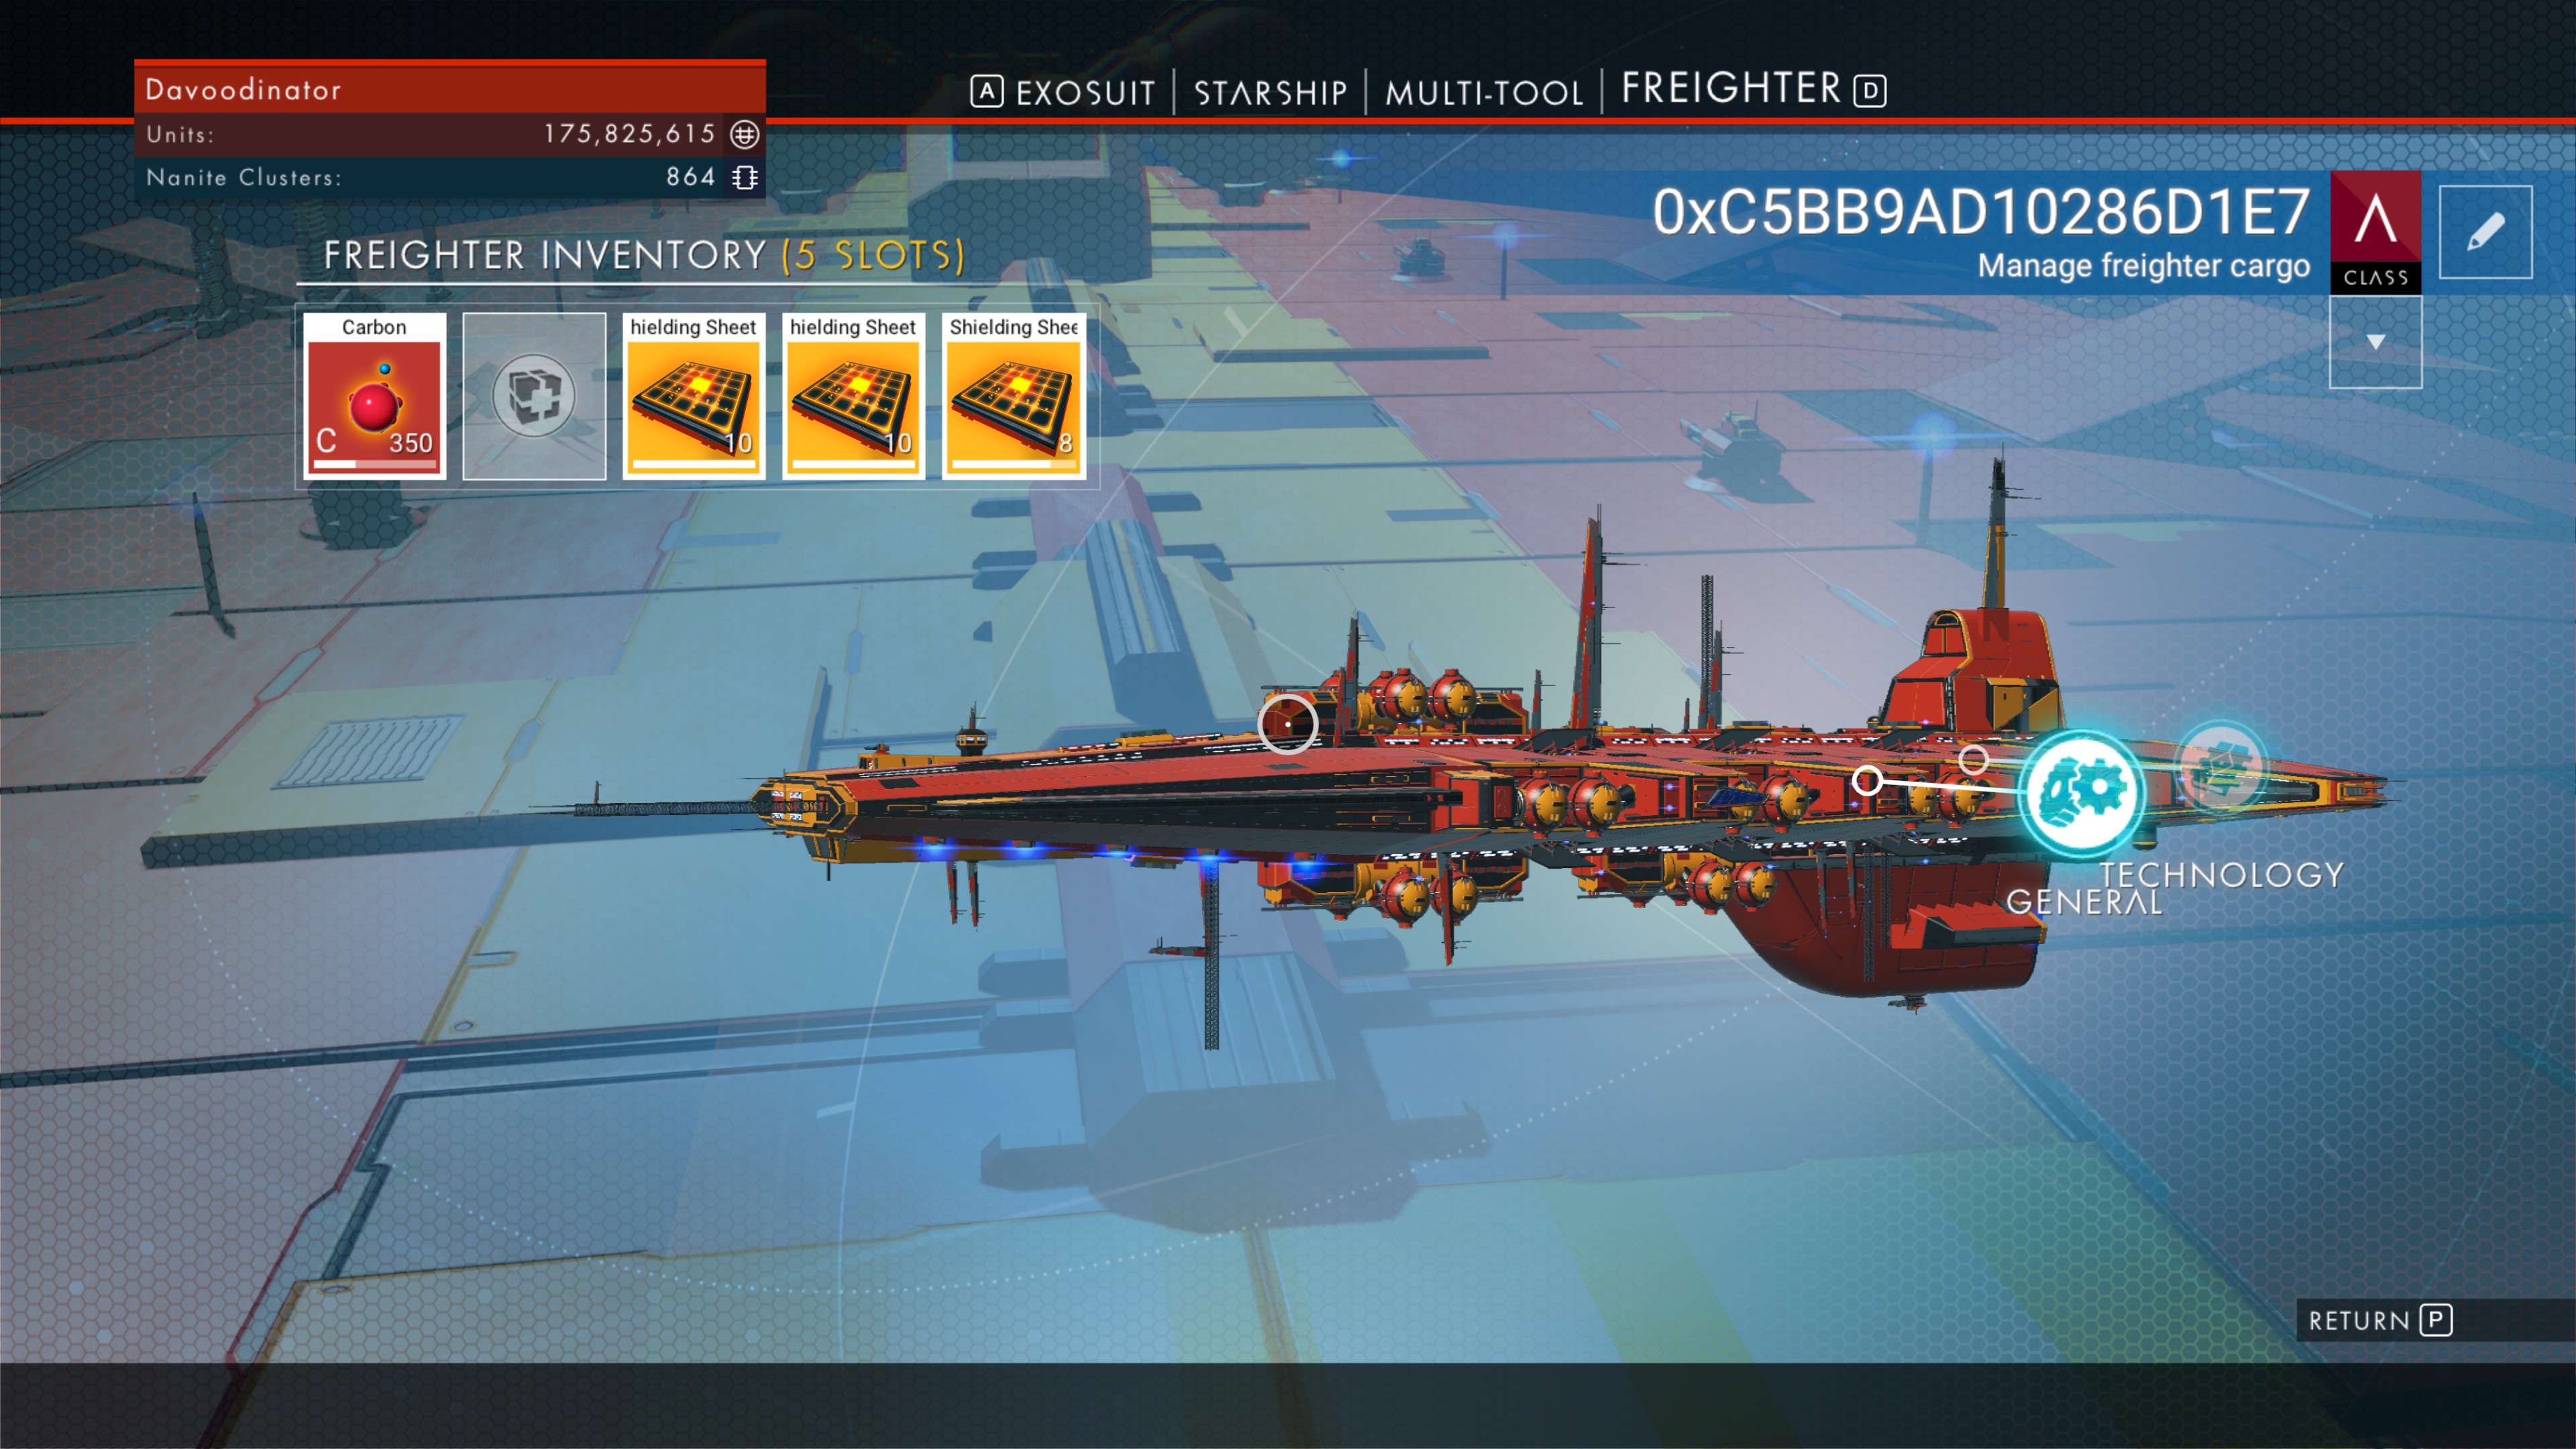 Davoodinator
Units: 175,825,615
Nanite Clusters: 864
A EXOSUIT STARSHIP MULTI-TOOL FREIGHTER D
0xC5BB9AD10286D1E7
Manage freighter cargo
A
CLASS
FREIGHTER INVENTORY (5 SLOTS)
Carbon
C 350
hielding Sheet
10
hielding Sheet
10
Shielding Shee
8
TECHNOLOGY
GENERAL
RETURN P